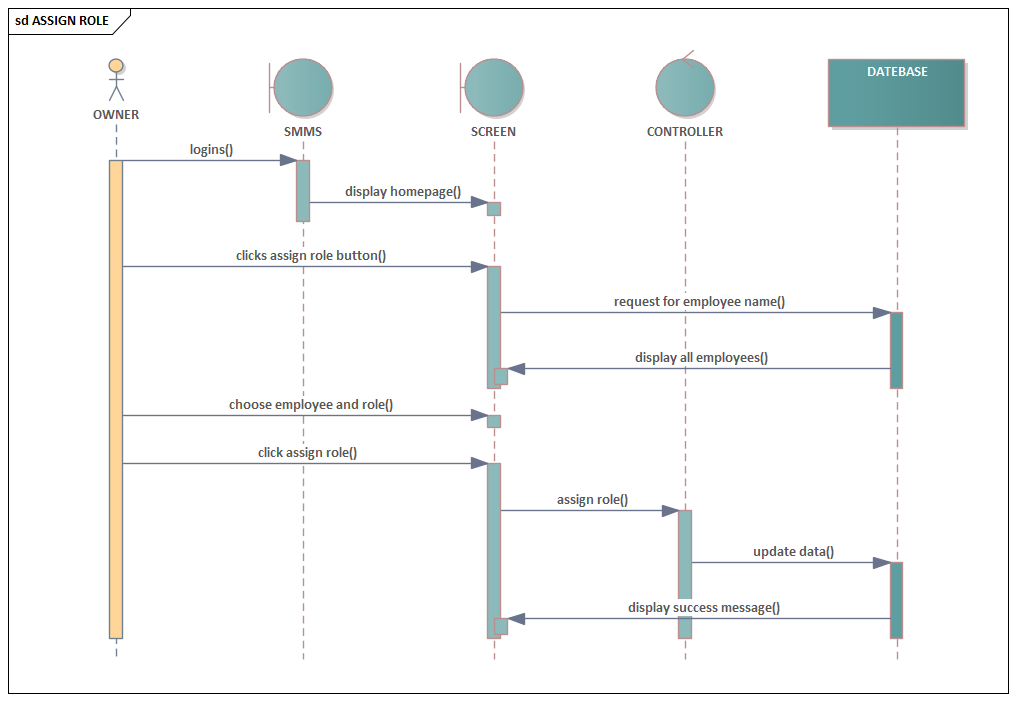 sd ASSIGN ROLE
OWNER
SMMS
SCREEN
CONTROLLER
DATEBASE
logins()
display homepage()
clicks assign role button()
request for employee name()
display all employees()
choose employee and role()
click assign role()
assign role()
update data()
display success message()